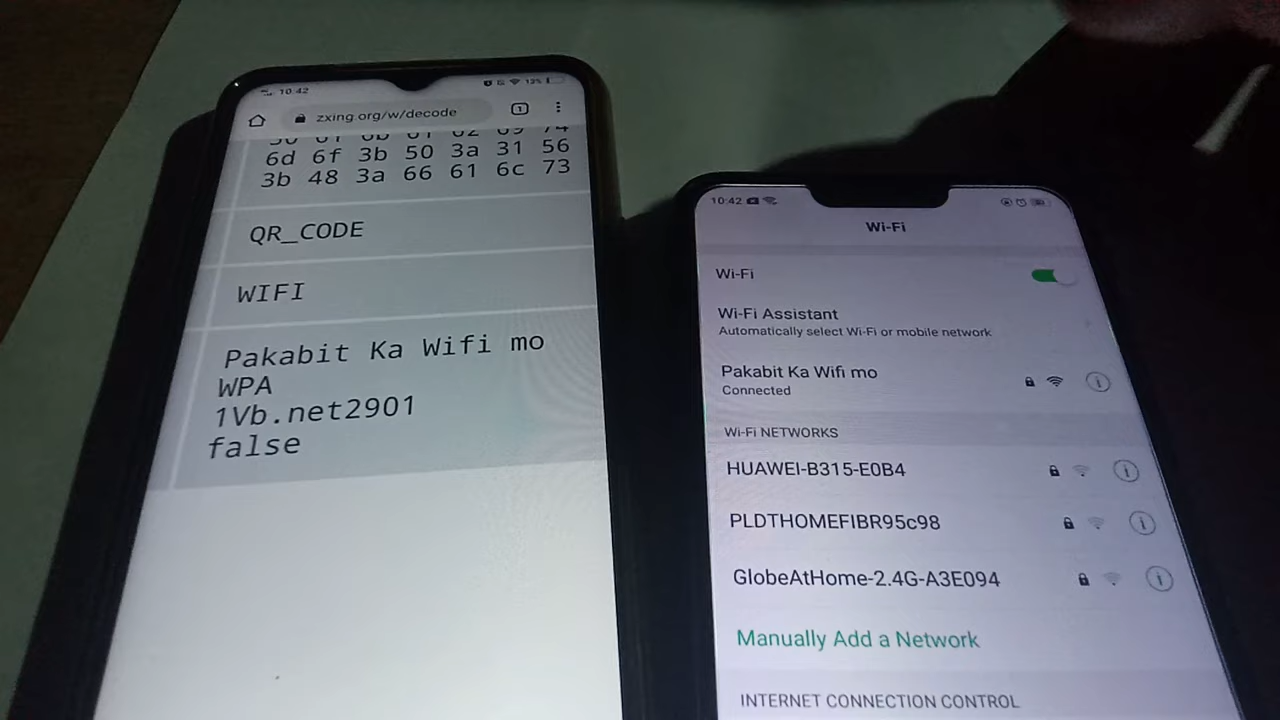 10:42
12%
zxing.org/w/decode
1
6d 6f 3b 50 3a 31 56
3b 48 3a 66 61 6c 73
QR_CODE
WIFI
Pakabit Ka Wifi mo
WPA
1Vb.net2901
false
10:42
Wi-Fi
Wi-Fi
Wi-Fi Assistant
Automatically select Wi-Fi or mobile network
Pakabit Ka Wifi mo
Connected
Wi-Fi NETWORKS
HUAWEI-B315-E0B4
PLDTHOMEFIBR95c98
GlobeAtHome-2.4G-A3E094
Manually Add a Network
INTERNET CONNECTION CONTROL